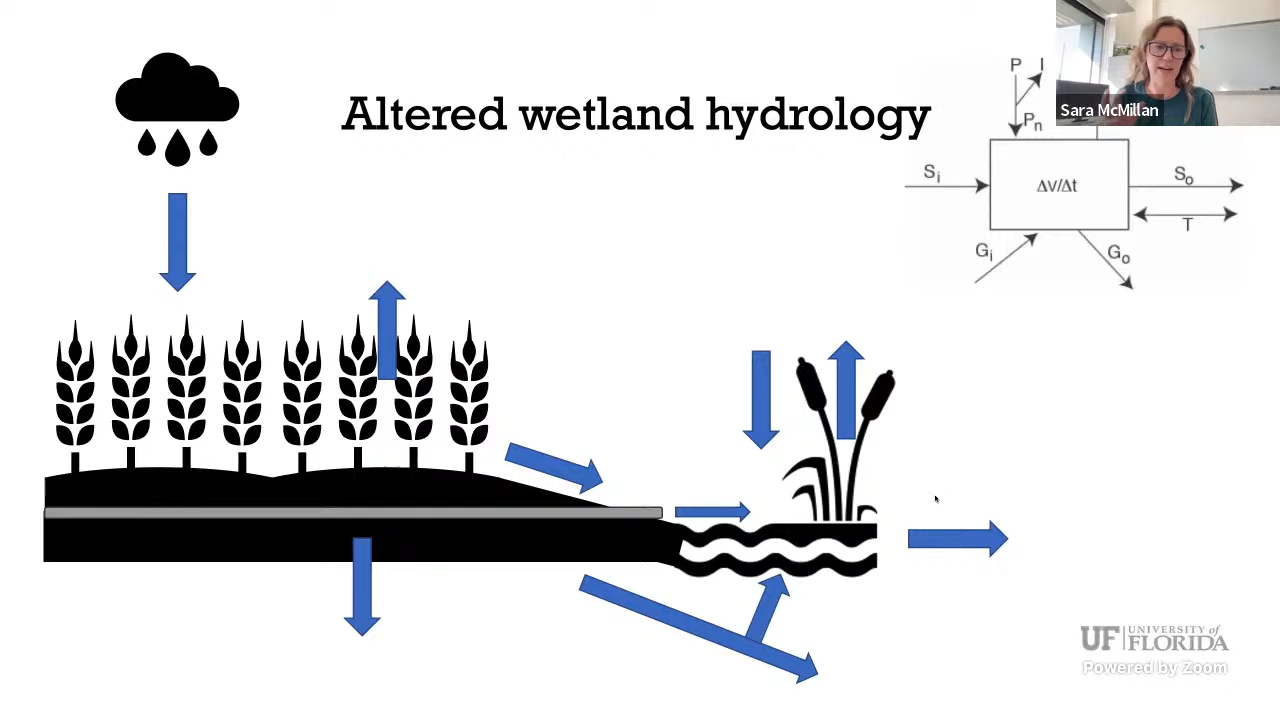 Altered wetland hydrology
P I
Pn
Si
Δv/Δt
So
T
Gi
Go
Sara McMillan
UF UNIVERSITY of FLORIDA
Powered by Zoom